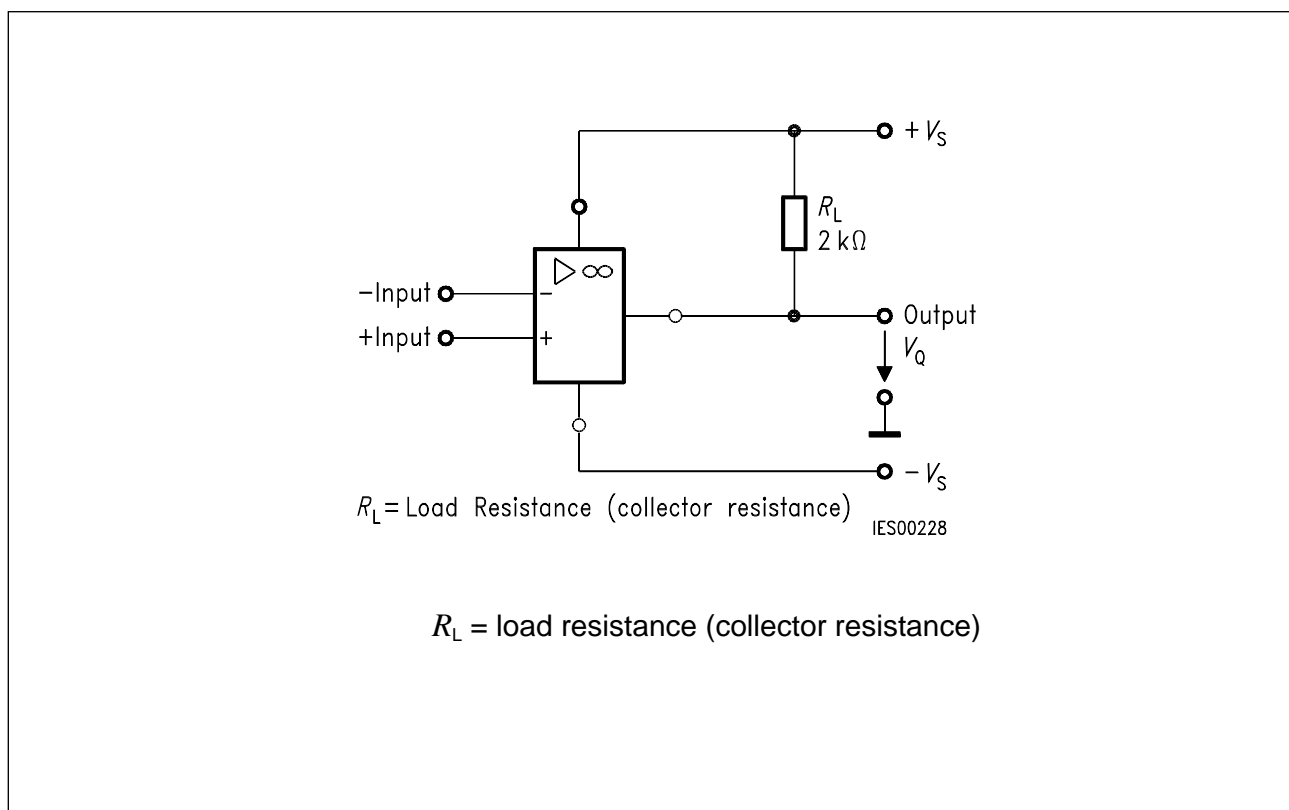 + V_S
R_L
2 kΩ
▷ ∞
−Input
−
+Input
+
Output
V_Q
− V_S
R_L = Load Resistance (collector resistance)
IES00228
R_L = load resistance (collector resistance)